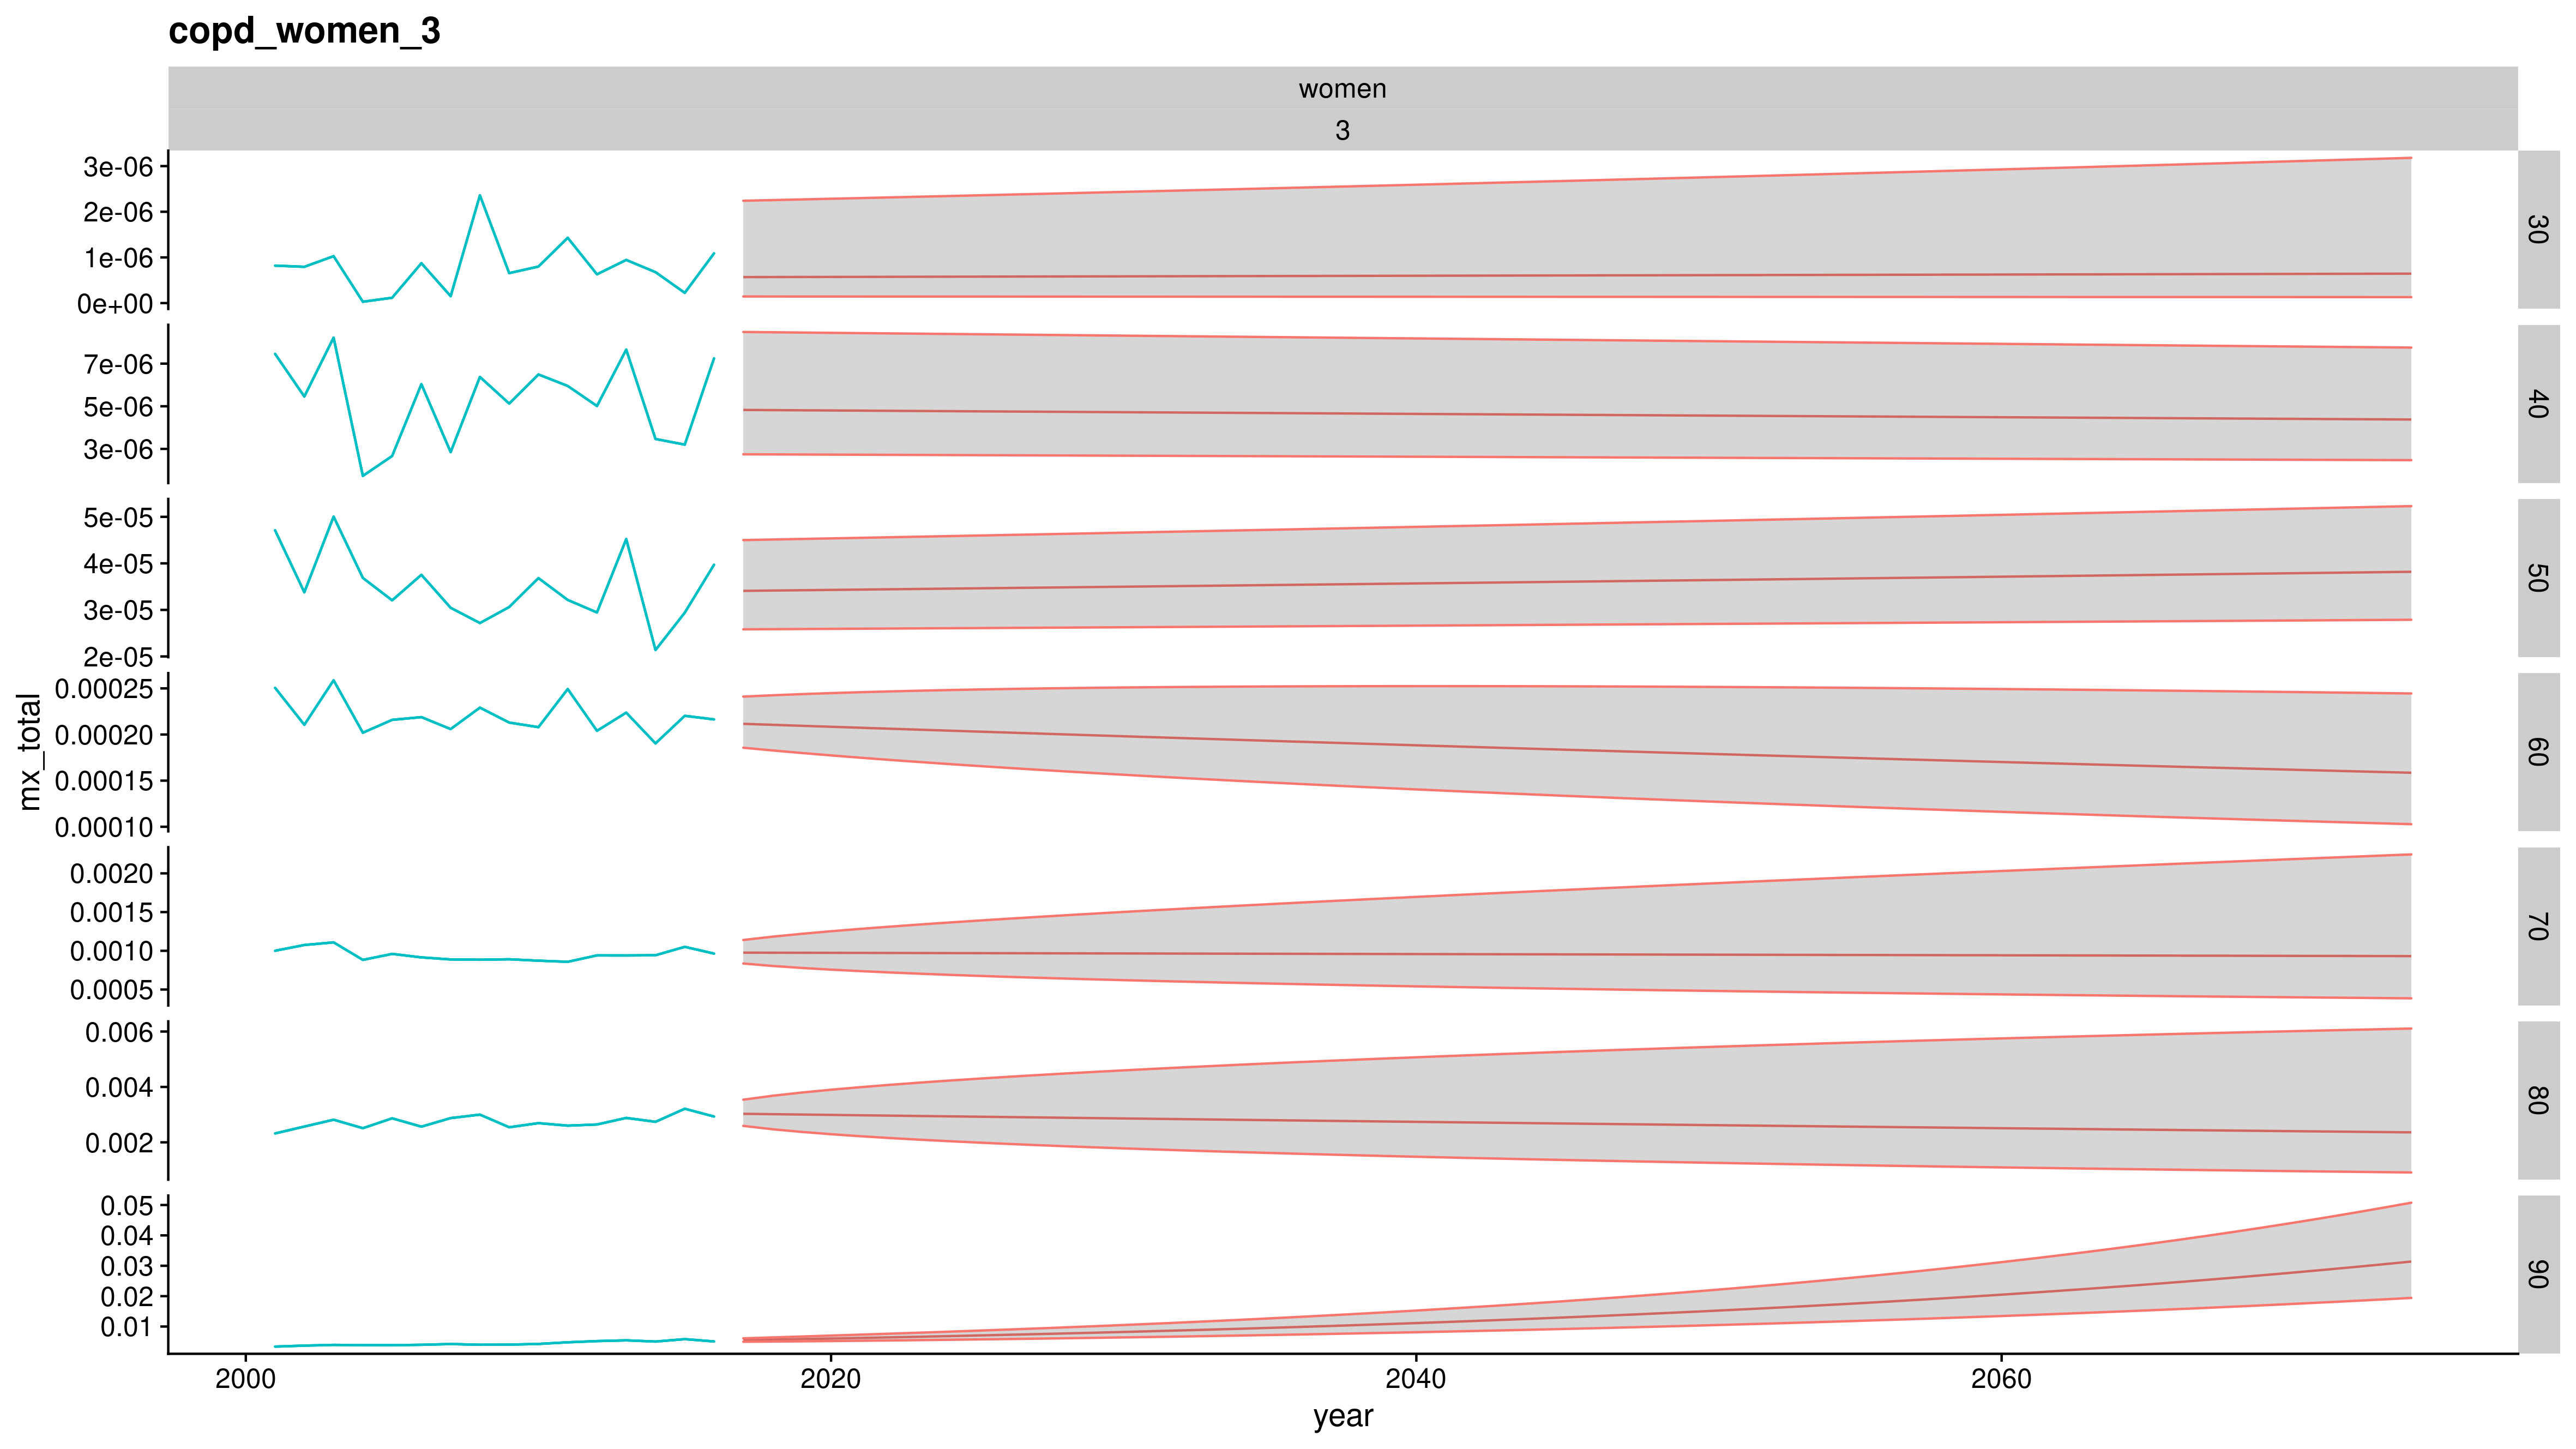 copd_women_3
women
3
3e-06
2e-06
1e-06
0e+00
30
7e-06
5e-06
3e-06
40
5e-05
4e-05
3e-05
2e-05
50
mx_total
0.00025
0.00020
0.00015
0.00010
60
0.0020
0.0015
0.0010
0.0005
70
0.006
0.004
0.002
80
0.05
0.04
0.03
0.02
0.01
90
2000 2020 2040 2060
year